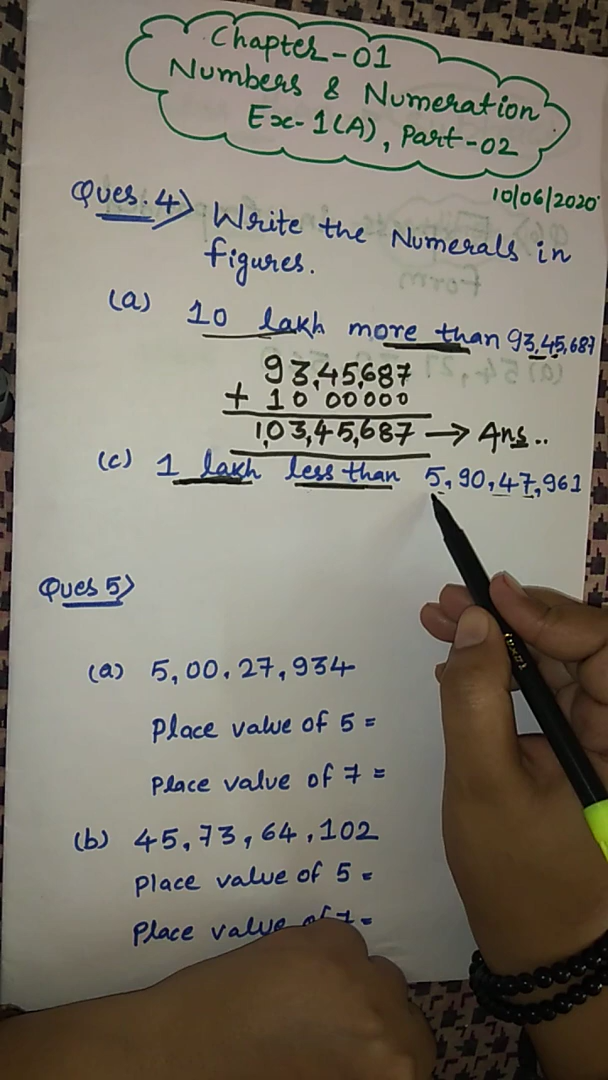 Chapter-01
Numbers & Numeration
Ex-1(A), Part-02
10/06/2020
Ques.4> Write the Numerals in
figures.
(a) 10 lakh more than 93,45,687
93,45,687
+ 10 00000
1,03,45,687 → Ans..
(c) 1 lakh less than 5,90,47,961
Ques 5>
(a) 5,00.27,934
Place value of 5 =
Place value of 7 =
(b) 45,73,64,102
Place value of 5 =
Place value of 7 =